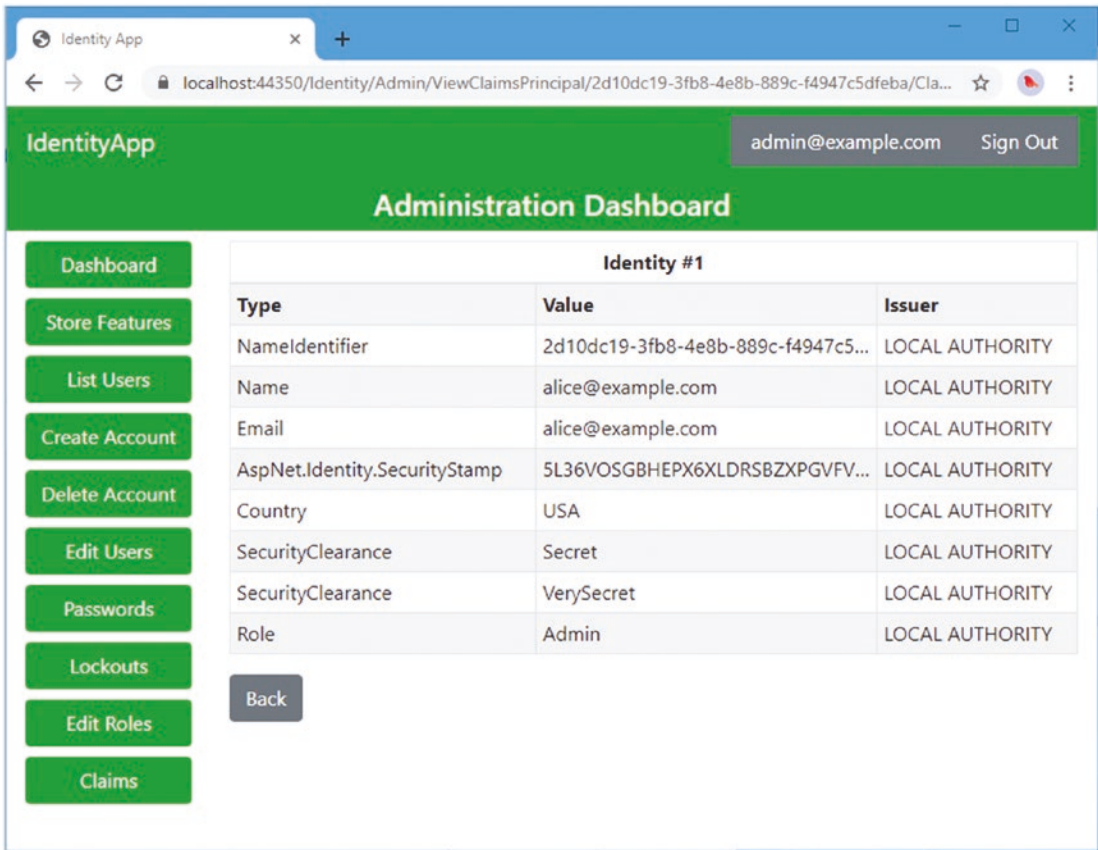 Identity App
localhost:44350/Identity/Admin/ViewClaimsPrincipal/2d10dc19-3fb8-4e8b-889c-f4947c5dfeba/Cla...
IdentityApp
admin@example.com Sign Out
Administration Dashboard
Dashboard
Store Features
List Users
Create Account
Delete Account
Edit Users
Passwords
Lockouts
Edit Roles
Claims
Identity #1
Type Value Issuer
NameIdentifier 2d10dc19-3fb8-4e8b-889c-f4947c5... LOCAL AUTHORITY
Name alice@example.com LOCAL AUTHORITY
Email alice@example.com LOCAL AUTHORITY
AspNet.Identity.SecurityStamp 5L36VOSGBHEPX6XLDRSBZXPGVFV... LOCAL AUTHORITY
Country USA LOCAL AUTHORITY
SecurityClearance Secret LOCAL AUTHORITY
SecurityClearance VerySecret LOCAL AUTHORITY
Role Admin LOCAL AUTHORITY
Back